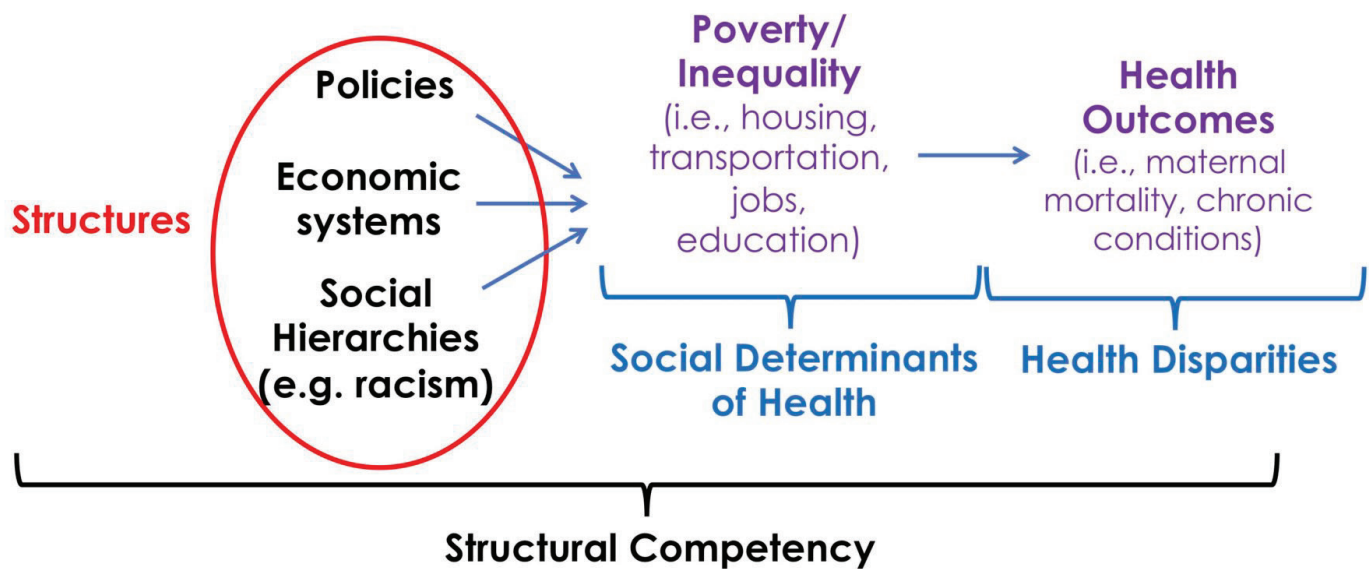 Structures
Policies
Economic
systems
Social
Hierarchies
(e.g. racism)
Poverty/
Inequality
(i.e., housing,
transportation,
jobs,
education)
Health
Outcomes
(i.e., maternal
mortality, chronic
conditions)
Social Determinants
of Health
Health Disparities
Structural Competency